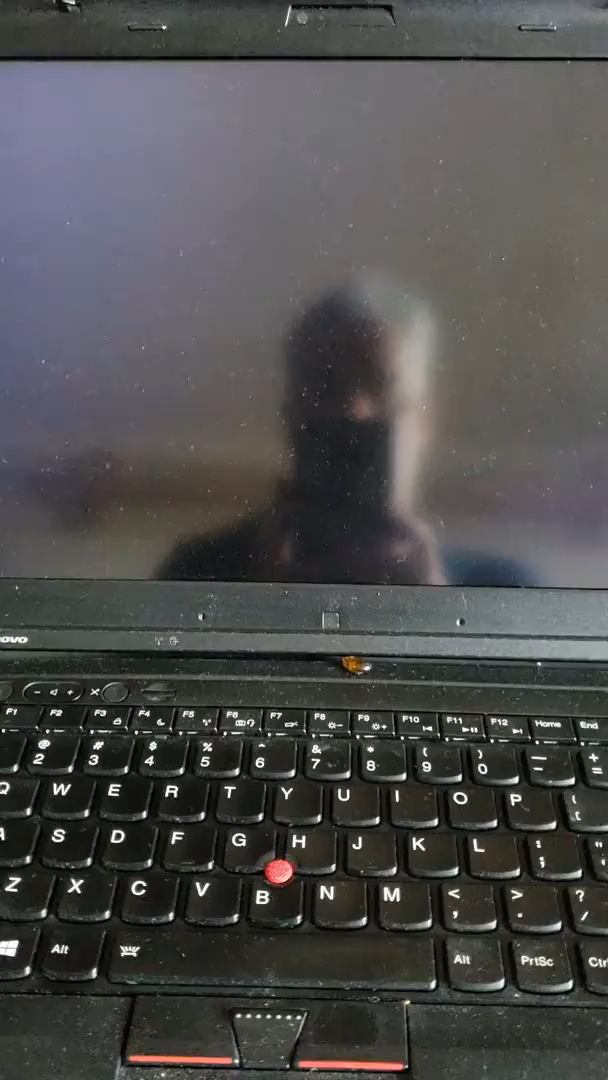 ovo
F1 F2 F3 F4 F5 F6 F7 F8 F9 F10 F11 F12 Home End
@ # $ % ^ & * ( ) — +
2 3 4 5 6 7 8 9 0 - =
Q W E R T Y U I O P { [
A S D F G H J K L : ; "
Z X C V B N M < , > . ? /
Alt Alt PrtSc Ctrl